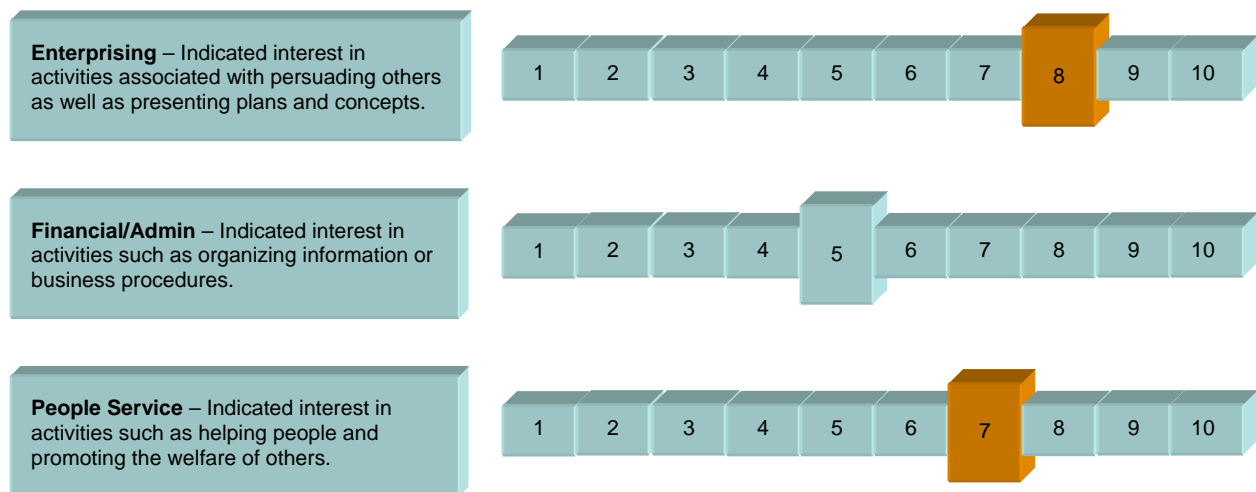 Enterprising – Indicated interest in
activities associated with persuading others
as well as presenting plans and concepts.
1 2 3 4 5 6 7 8 9 10
Financial/Admin – Indicated interest in
activities such as organizing information or
business procedures.
1 2 3 4 5 6 7 8 9 10
People Service – Indicated interest in
activities such as helping people and
promoting the welfare of others.
1 2 3 4 5 6 7 8 9 10